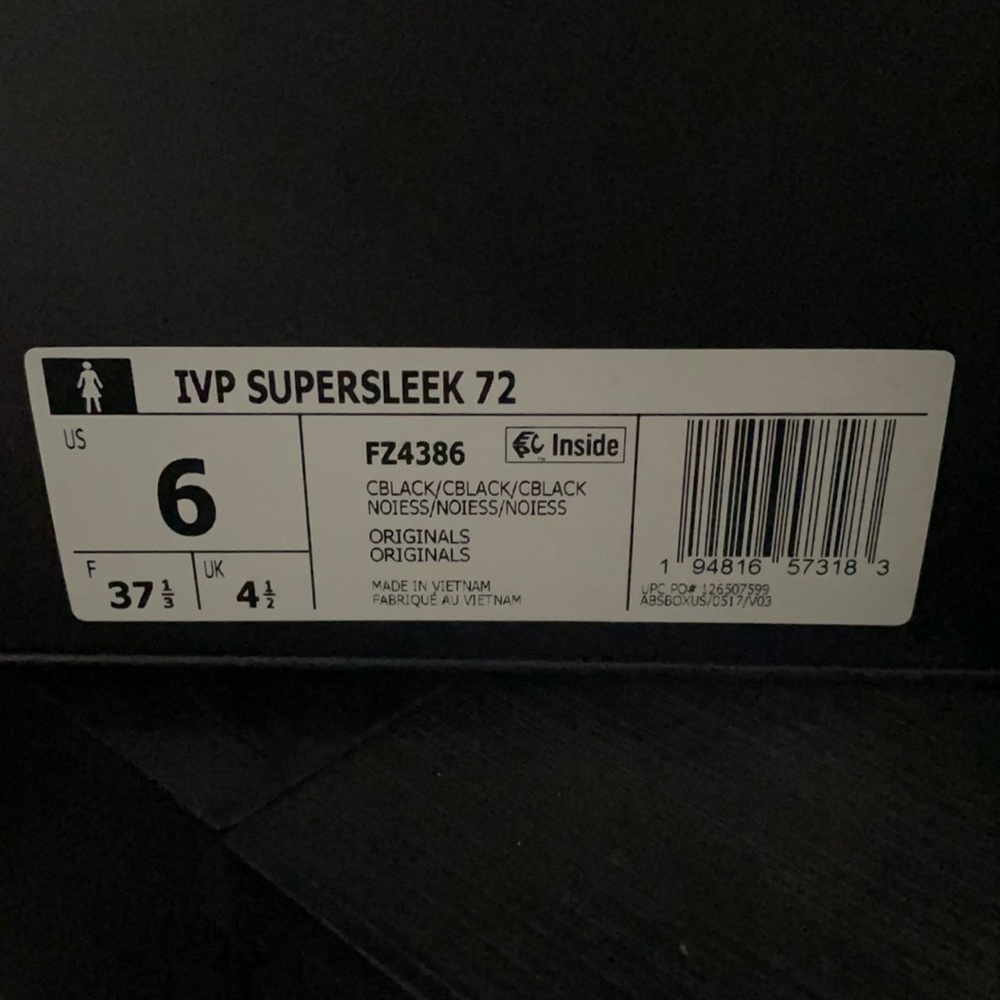 IVP SUPERSLEEK 72
US
6
F
37 1/3
UK
4 1/2
FZ4386
Inside
TM
CBLACK/CBLACK/CBLACK
NOIESS/NOIESS/NOIESS
ORIGINALS
ORIGINALS
MADE IN VIETNAM
FABRIQUÉ AU VIETNAM
1 94816 57318 3
UPC PO# 126507599
ABSBOXUS/0517/V03